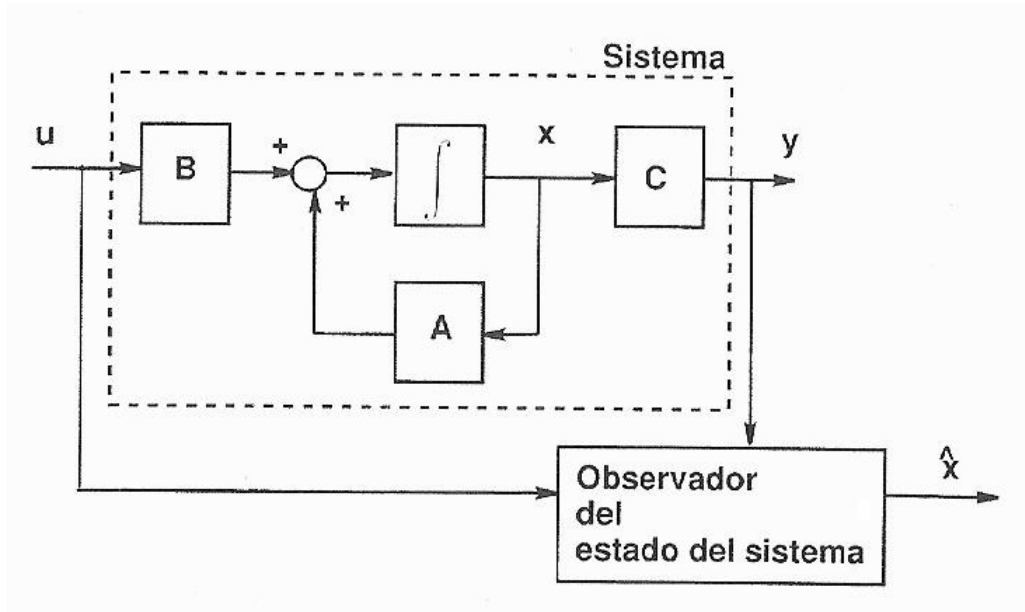 Sistema
u
B
+
+
∫
x
C
y
A
Observador
del
estado del sistema
x̂